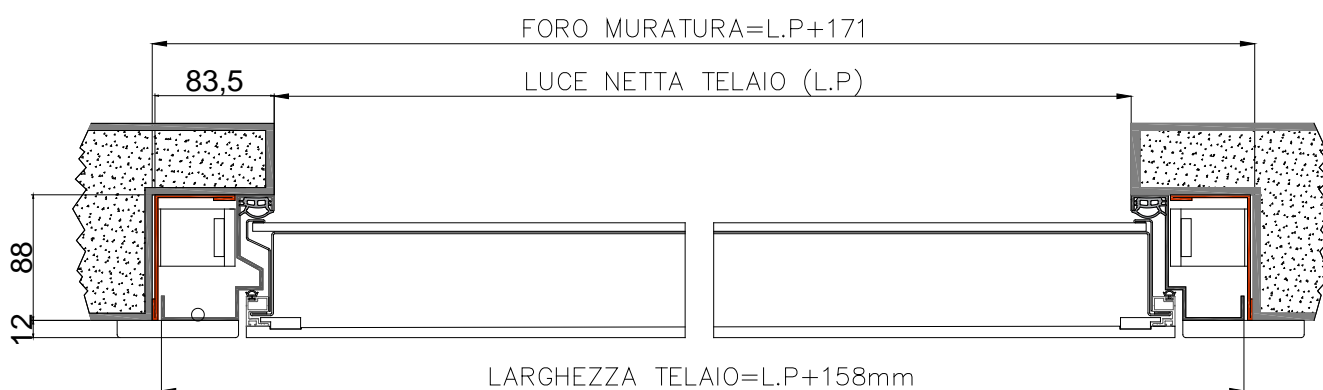 FORO MURATURA=L.P+171
83,5
LUCE NETTA TELAIO (L.P)
88
12
LARGHEZZA TELAIO=L.P+158mm